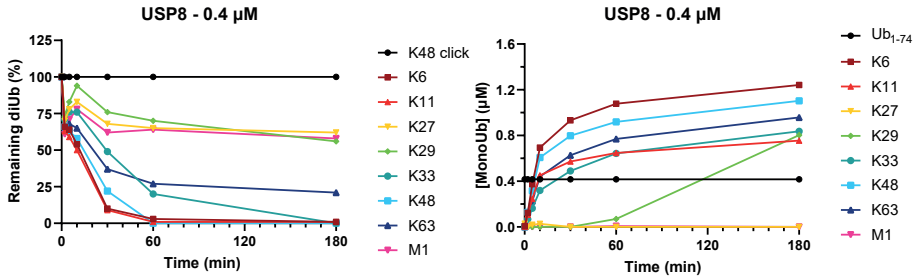 USP8 - 0.4 µM
Remaining diUb (%)
125
100
75
50
25
0
0
60
120
180
Time (min)
K48 click
K6
K11
K27
K29
K33
K48
K63
M1
USP8 - 0.4 µM
[MonoUb] (µM)
1.6
1.2
0.8
0.4
0.0
0
60
120
180
Time (min)
Ub1-74
K6
K11
K27
K29
K33
K48
K63
M1